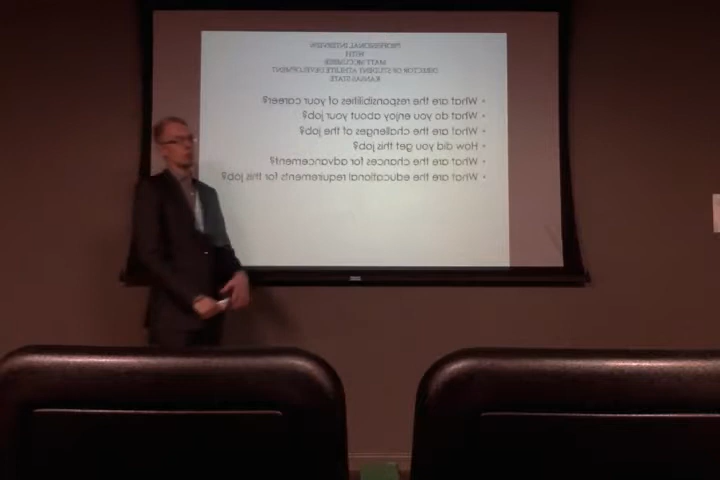 PROFESSIONAL INTERVIEW
WITH
MATT MCCUMBER
DIRECTOR OF STUDENT ATHLETE DEVELOPMENT
KANSAS STATE
• What are the responsibilities of your career?
• What do you enjoy about your job?
• What are the challenges of the job?
• How did you get this job?
• What are the chances for advancement?
• What are the educational requirements for this job?